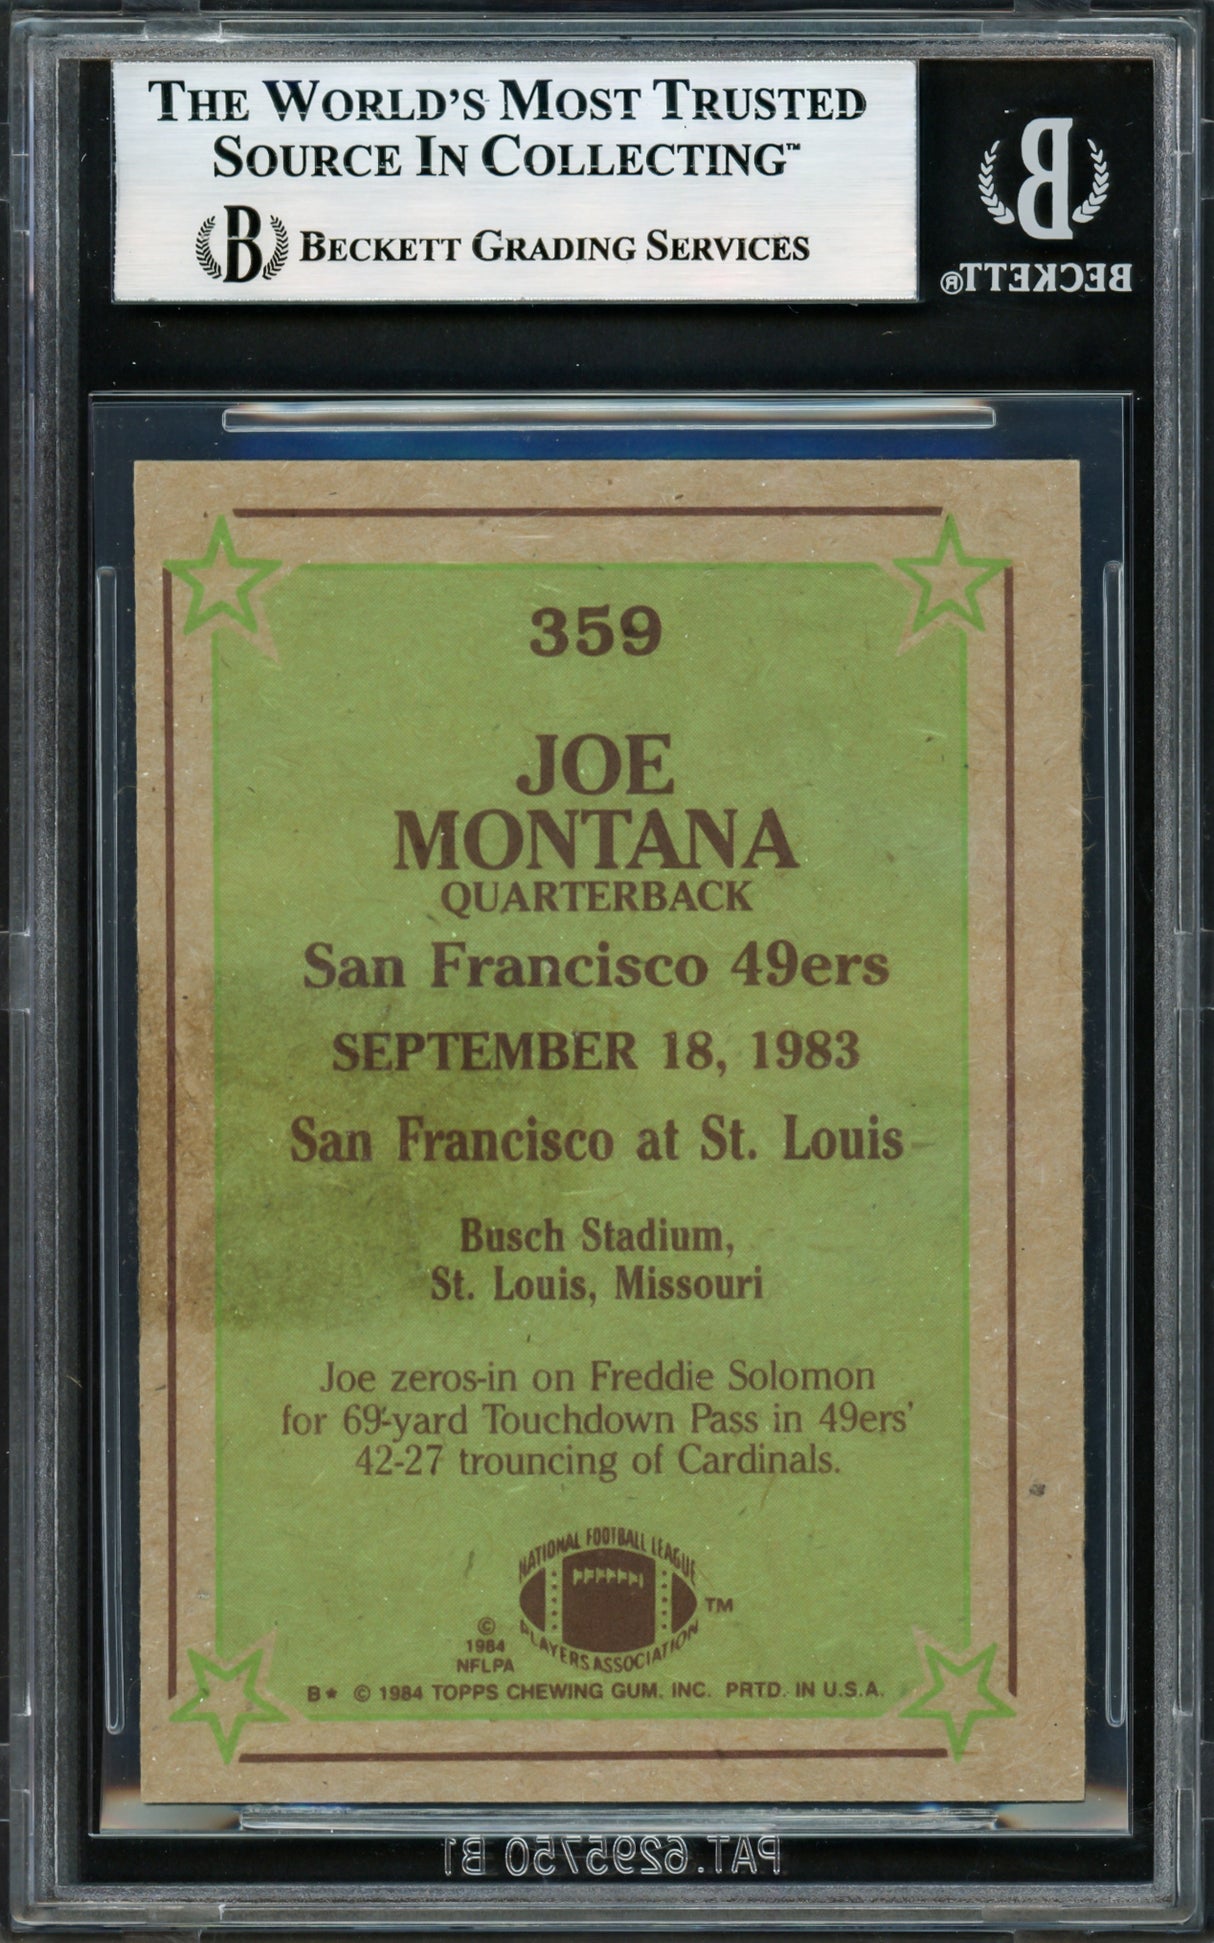 THE WORLD'S MOST TRUSTED
SOURCE IN COLLECTING™
B BECKETT GRADING SERVICES
B
BECKETT®
359
JOE
MONTANA
QUARTERBACK
San Francisco 49ers
SEPTEMBER 18, 1983
San Francisco at St. Louis
Busch Stadium,
St. Louis, Missouri
Joe zeros-in on Freddie Solomon
for 69-yard Touchdown Pass in 49ers'
42-27 trouncing of Cardinals.
NATIONAL FOOTBALL LEAGUE
PLAYERS ASSOCIATION
TM
©
1984
NFLPA
B* © 1984 TOPPS CHEWING GUM, INC. PRTD. IN U.S.A.
PAT. 6295750 B1